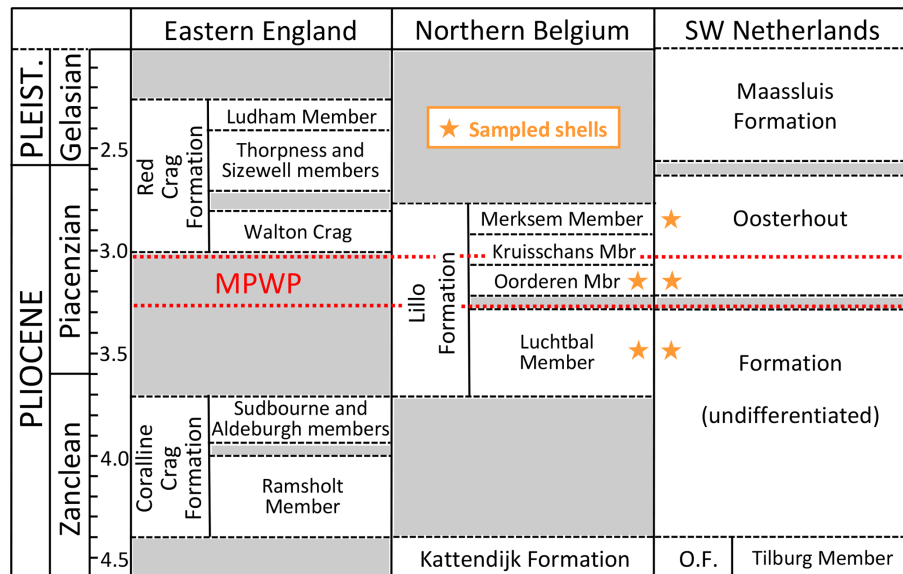 Eastern England
Northern Belgium
SW Netherlands
PLEIST.
PLIOCENE
Gelasian
Piacenzian
Zanclean
2.5
3.0
3.5
4.0
4.5
Red
Crag
Formation
Ludham Member
Thorpness and
Sizewell members
Walton Crag
MPWP
Coralline
Crag
Formation
Sudbourne and
Aldeburgh members
Ramsholt
Member
★ Sampled shells
Lillo
Formation
Merksem Member
Kruisschans Mbr
Oorderen Mbr
Luchtbal
Member
Kattendijk Formation
Maassluis
Formation
Oosterhout
Formation
(undifferentiated)
O.F.
Tilburg Member